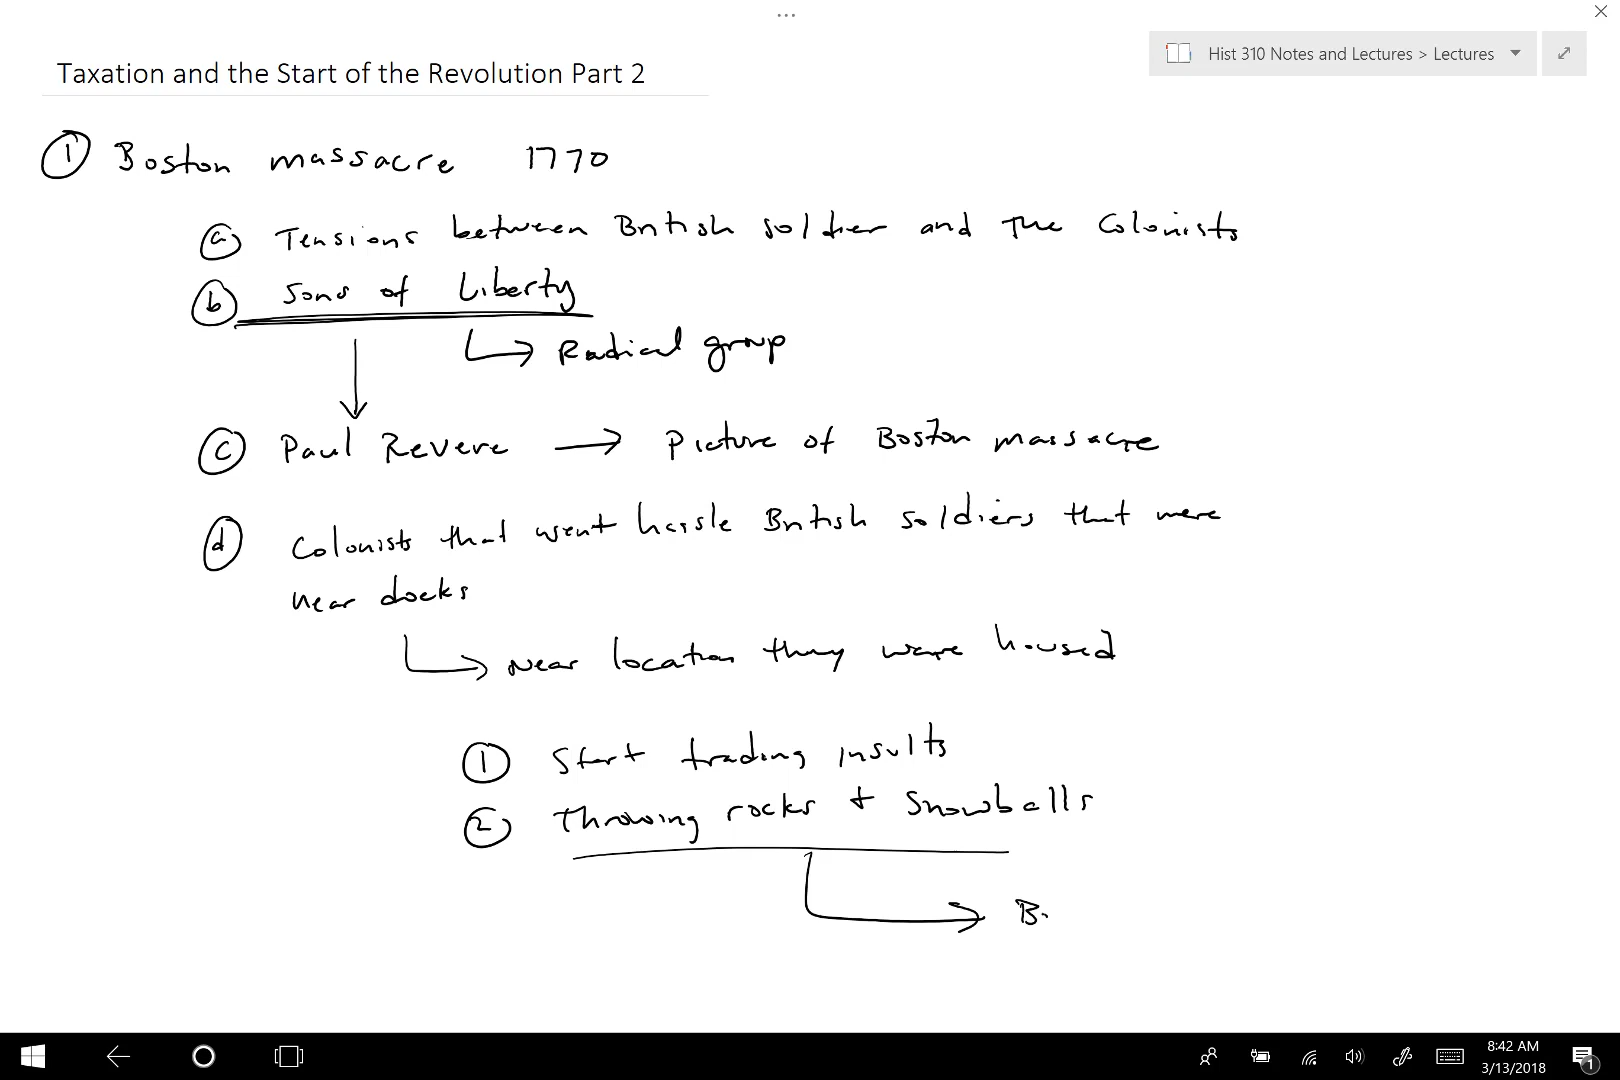 ...
Taxation and the Start of the Revolution Part 2
Hist 310 Notes and Lectures > Lectures
① Boston massacre 1770
ⓐ Tensions between British soldier and the Colonists
ⓑ Sons of Liberty
Radical group
ⓒ Paul Revere → Picture of Boston massacre
ⓓ Colonists that went hassle British soldiers that were
near docks
Near location they were housed
① Start trading insults
② Throwing rocks + Snowballs
B.
8:42 AM
3/13/2018
1